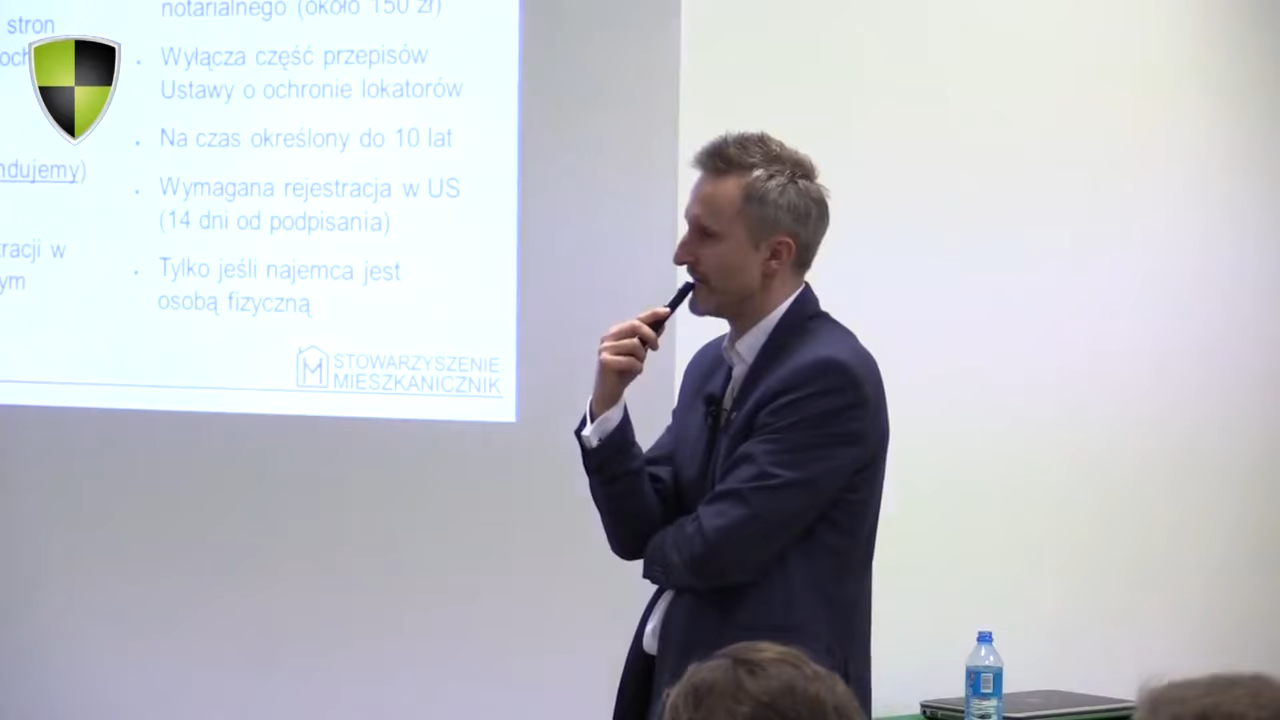 stron
och
ndujemy)
racji w
ym
notarialnego (około 150 zł)
Wyłącza część przepisów
Ustawy o ochronie lokatorów
Na czas określony do 10 lat
Wymagana rejestracja w US
(14 dni od podpisania)
Tylko jeśli najemca jest
osobą fizyczną
STOWARZYSZENIE
MIESZKANICZNIK